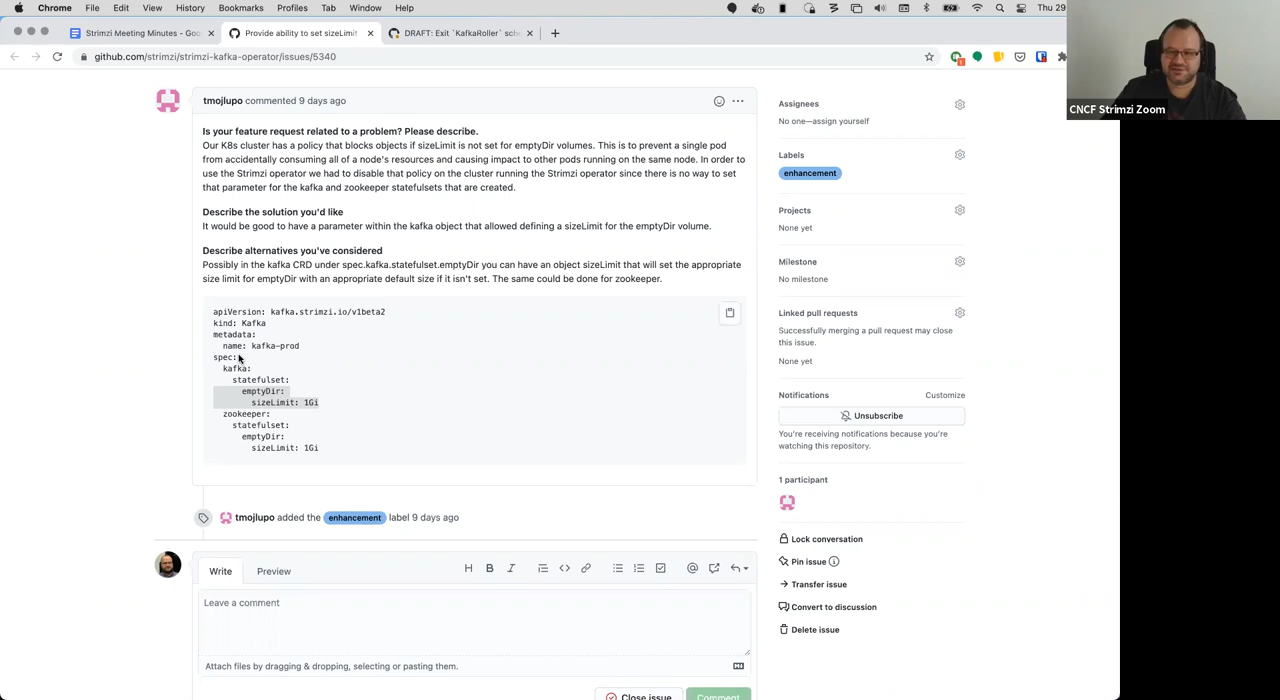 Chrome File Edit View History Bookmarks Profiles Tab Window Help Thu 29
Strimzi Meeting Minutes - Goo
Provide ability to set sizeLimit
DRAFT: Exit `KafkaRoller` sche
github.com/strimzi/strimzi-kafka-operator/issues/5340
CNCF Strimzi Zoom
tmojlupo commented 9 days ago
Is your feature request related to a problem? Please describe.
Our K8s cluster has a policy that blocks objects if sizeLimit is not set for emptyDir volumes. This is to prevent a single pod
from accidentally consuming all of a node's resources and causing impact to other pods running on the same node. In order to
use the Strimzi operator we had to disable that policy on the cluster running the Strimzi operator since there is no way to set
that parameter for the kafka and zookeeper statefulsets that are created.
Describe the solution you'd like
It would be good to have a parameter within the kafka object that allowed defining a sizeLimit for the emptyDir volume.
Describe alternatives you've considered
Possibly in the kafka CRD under spec.kafka.statefulset.emptyDir you can have an object sizeLimit that will set the appropriate
size limit for emptyDir with an appropriate default size if it isn't set. The same could be done for zookeeper.
apiVersion: kafka.strimzi.io/v1beta2
kind: Kafka
metadata:
name: kafka-prod
spec:
kafka:
statefulset:
emptyDir:
sizeLimit: 1Gi
zookeeper:
statefulset:
emptyDir:
sizeLimit: 1Gi
tmojlupo added the enhancement label 9 days ago
Write
Preview
Leave a comment
Attach files by dragging & dropping, selecting or pasting them.
Close issue
Comment
Assignees
No one—assign yourself
Labels
enhancement
Projects
None yet
Milestone
No milestone
Linked pull requests
Successfully merging a pull request may close
this issue.
None yet
Notifications
Customize
Unsubscribe
You're receiving notifications because you're
watching this repository.
1 participant
Lock conversation
Pin issue
Transfer issue
Convert to discussion
Delete issue